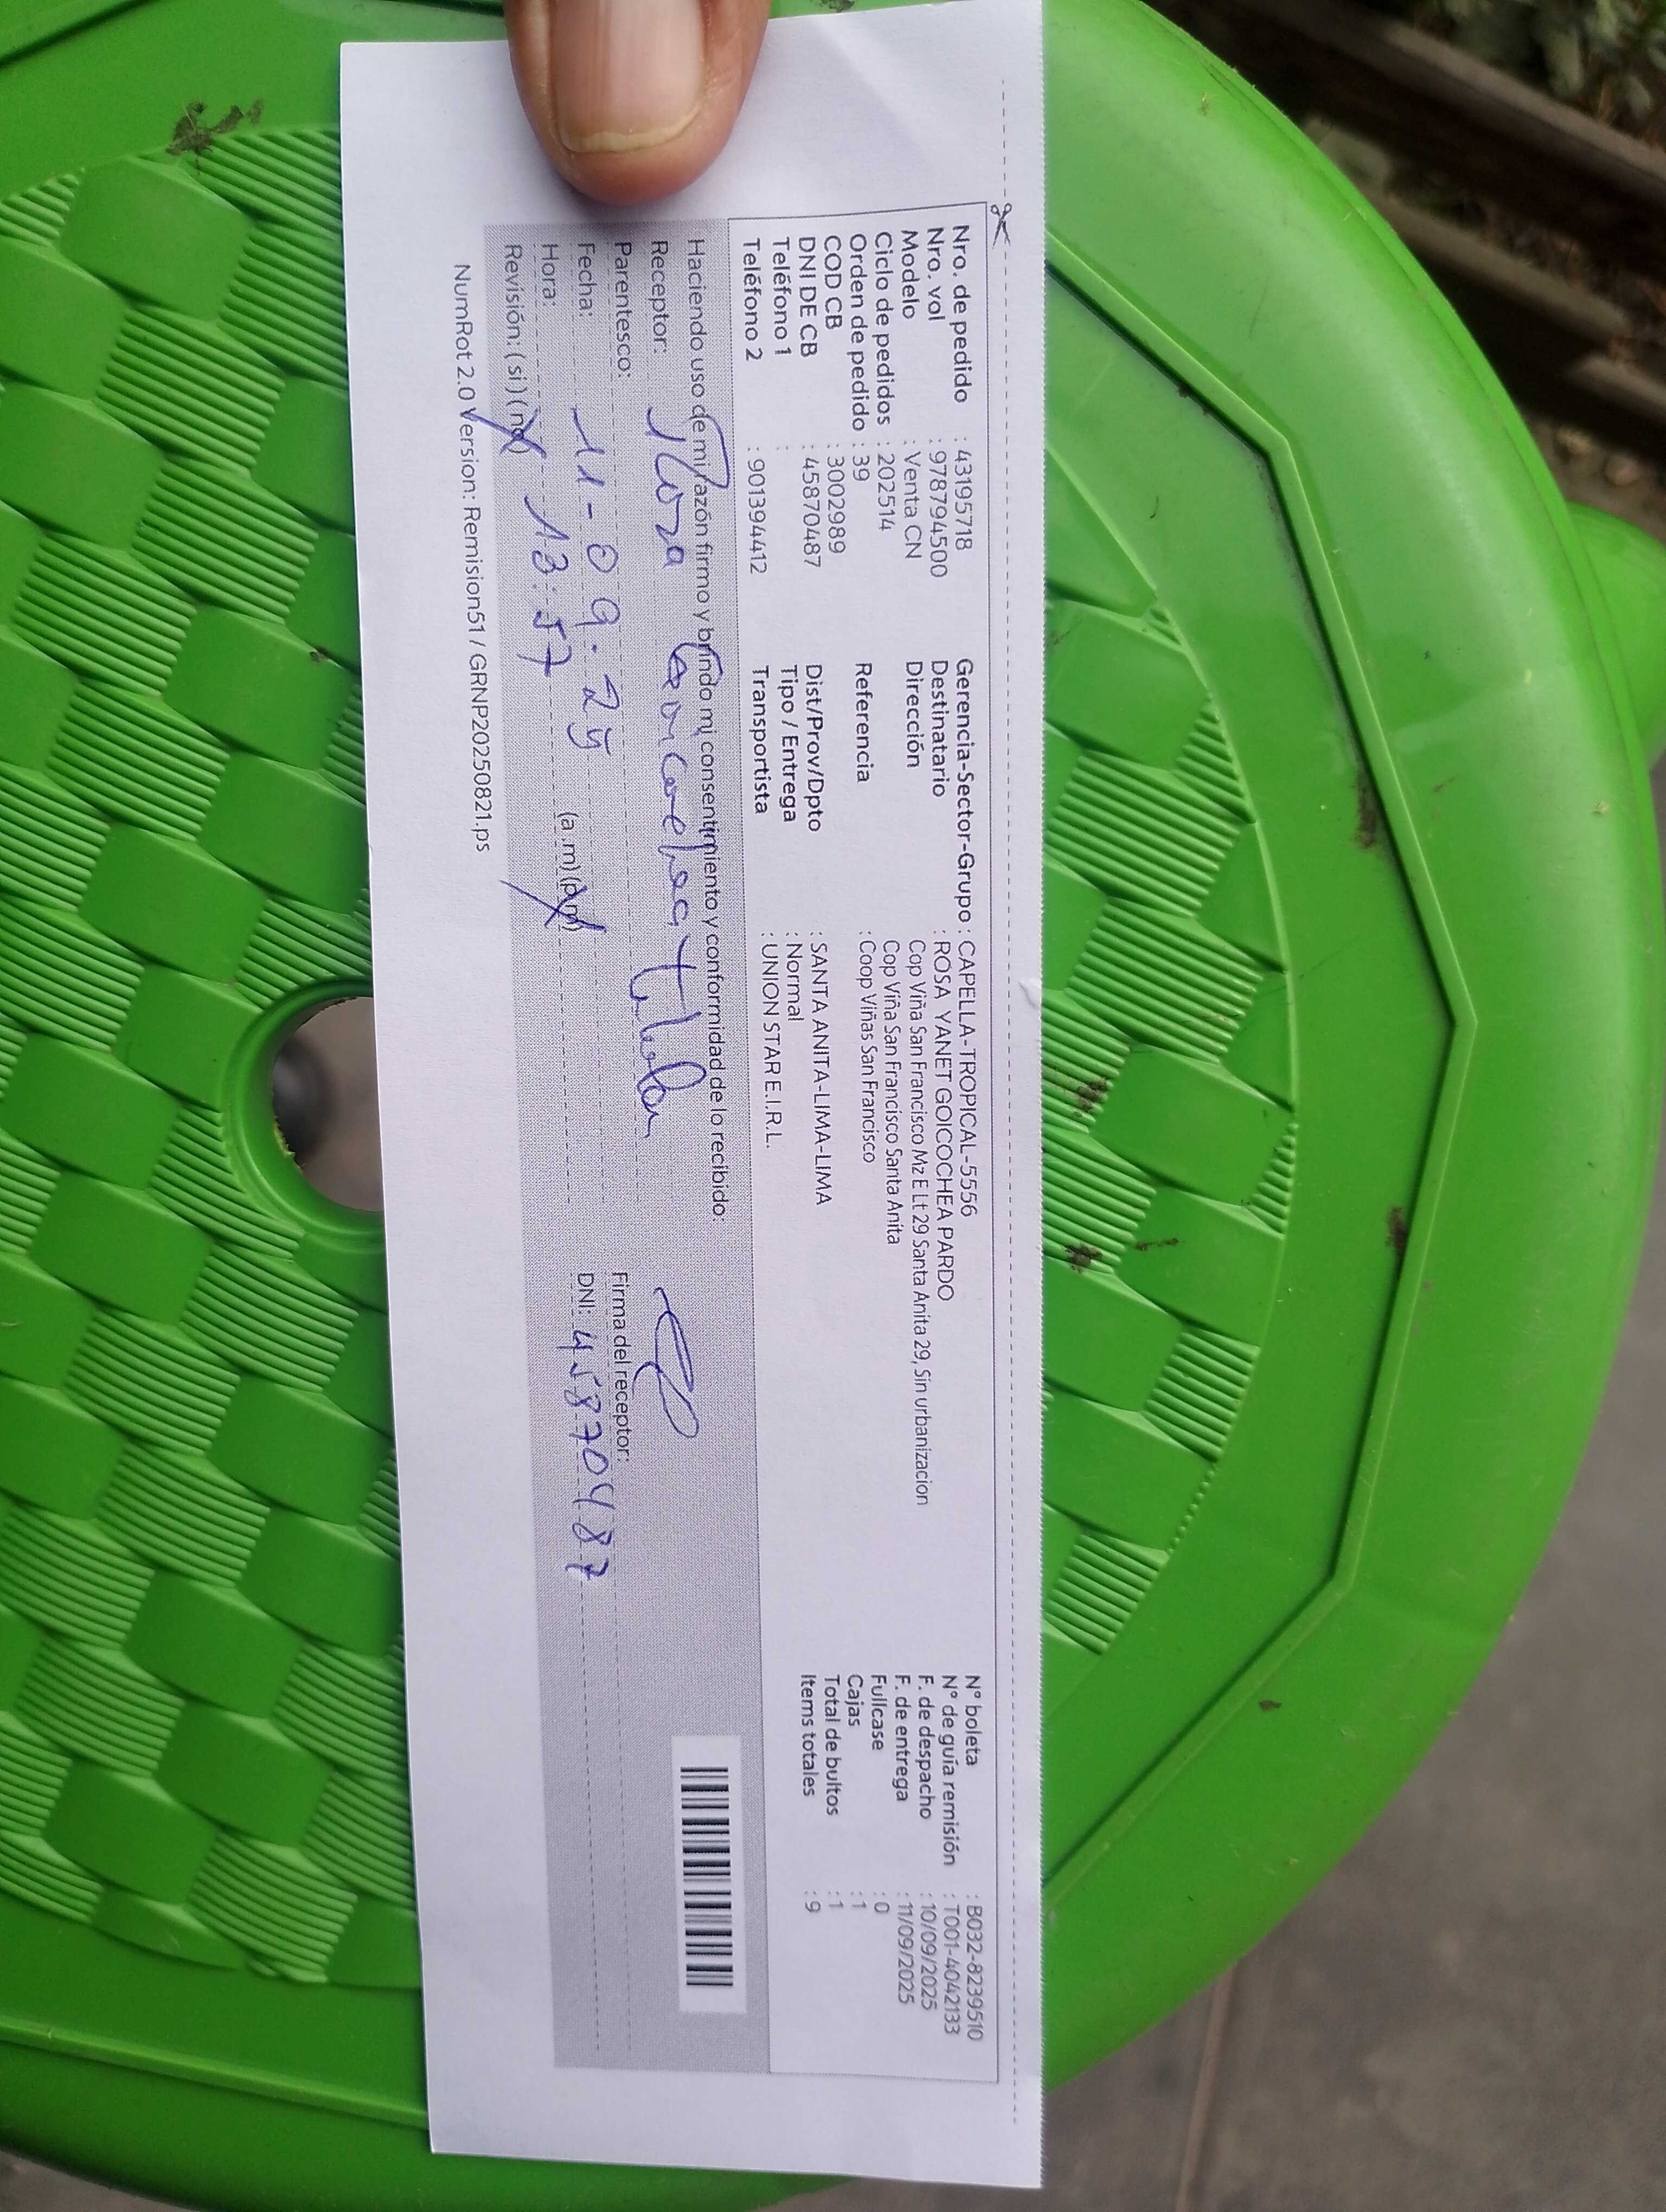 Nro. de pedido : 43195718
Nro. vol : 9787794500
Modelo : Venta CN
Ciclo de pedidos : 202514
Orden de pedido : 39
COD CB : 3002989
DNI DE CB : 45870487
Teléfono 1 :
Teléfono 2 : 901394412
Gerencia-Sector-Grupo : CAPELLA-TROPICAL-5556
Destinatario : ROSA YANET GOICOCHEA PARDO
Dirección Cop Viña San Francisco Mz E Lt 29 Santa Anita 29, Sin urbanizacion
Cop Viña San Francisco Santa Anita
Referencia : Coop Viñas San Francisco
Dist/Prov/Dpto : SANTA ANITA-LIMA-LIMA
Tipo / Entrega : Normal
Transportista : UNION STAR E.I.R.L.
N° boleta : B032-8239510
N° de guía remisión : T001-4042133
F. de despacho : 10/09/2025
F. de entrega : 11/09/2025
Fullcase : 0
Cajas : 1
Total de bultos : 1
Items totales : 9
Haciendo uso de mi razón firmo y brindo mi consentimiento y conformidad de lo recibido:
Receptor: Rosa Goicochea
Parentesco: Titular
Fecha: 11-09-25
Hora: 13:57 (a.m) (p.m)
Revisión: (si) (no)
Firma del receptor:
DNI: 45870487
NumRot 2.0 Version: Remision51 / GRNP20250821.ps